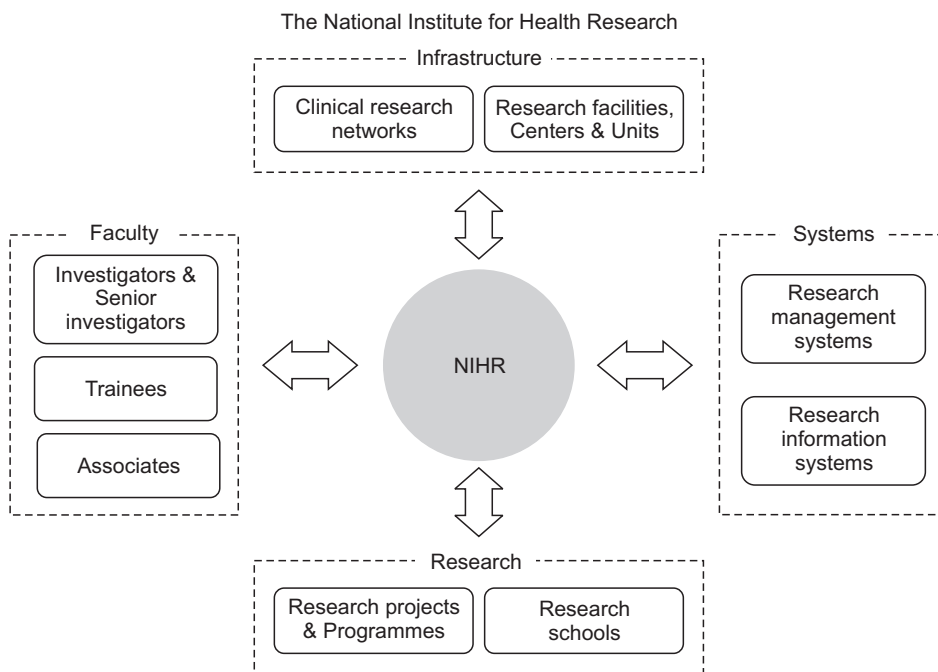 The National Institute for Health Research
Infrastructure
Clinical research
networks
Research facilities,
Centers & Units
Faculty
Investigators &
Senior
investigators
Trainees
Associates
NIHR
Systems
Research
management
systems
Research
information
systems
Research
Research projects
& Programmes
Research
schools